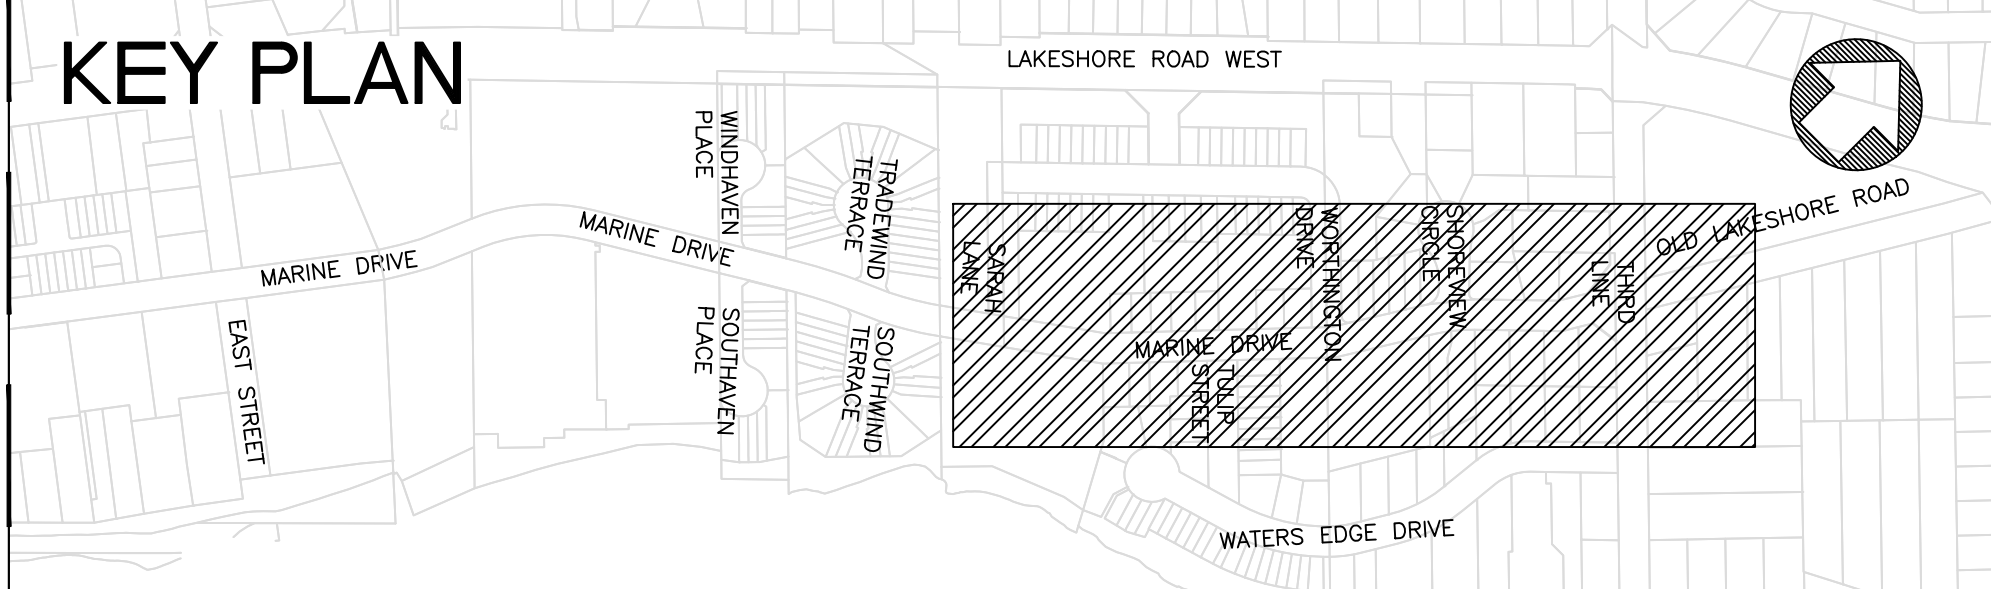 KEY PLAN
LAKESHORE ROAD WEST
WINDHAVEN
PLACE
TRADEWIND
TERRACE
MARINE DRIVE
MARINE DRIVE
OLD LAKESHORE ROAD
SARAH
LANE
WORTHINGTON
DRIVE
SHOREVIEW
CIRCLE
THIRD
LINE
EAST STREET
SOUTHAVEN
PLACE
SOUTHWIND
TERRACE
MARINE DRIVE
TULIP
STREET
WATERS EDGE DRIVE